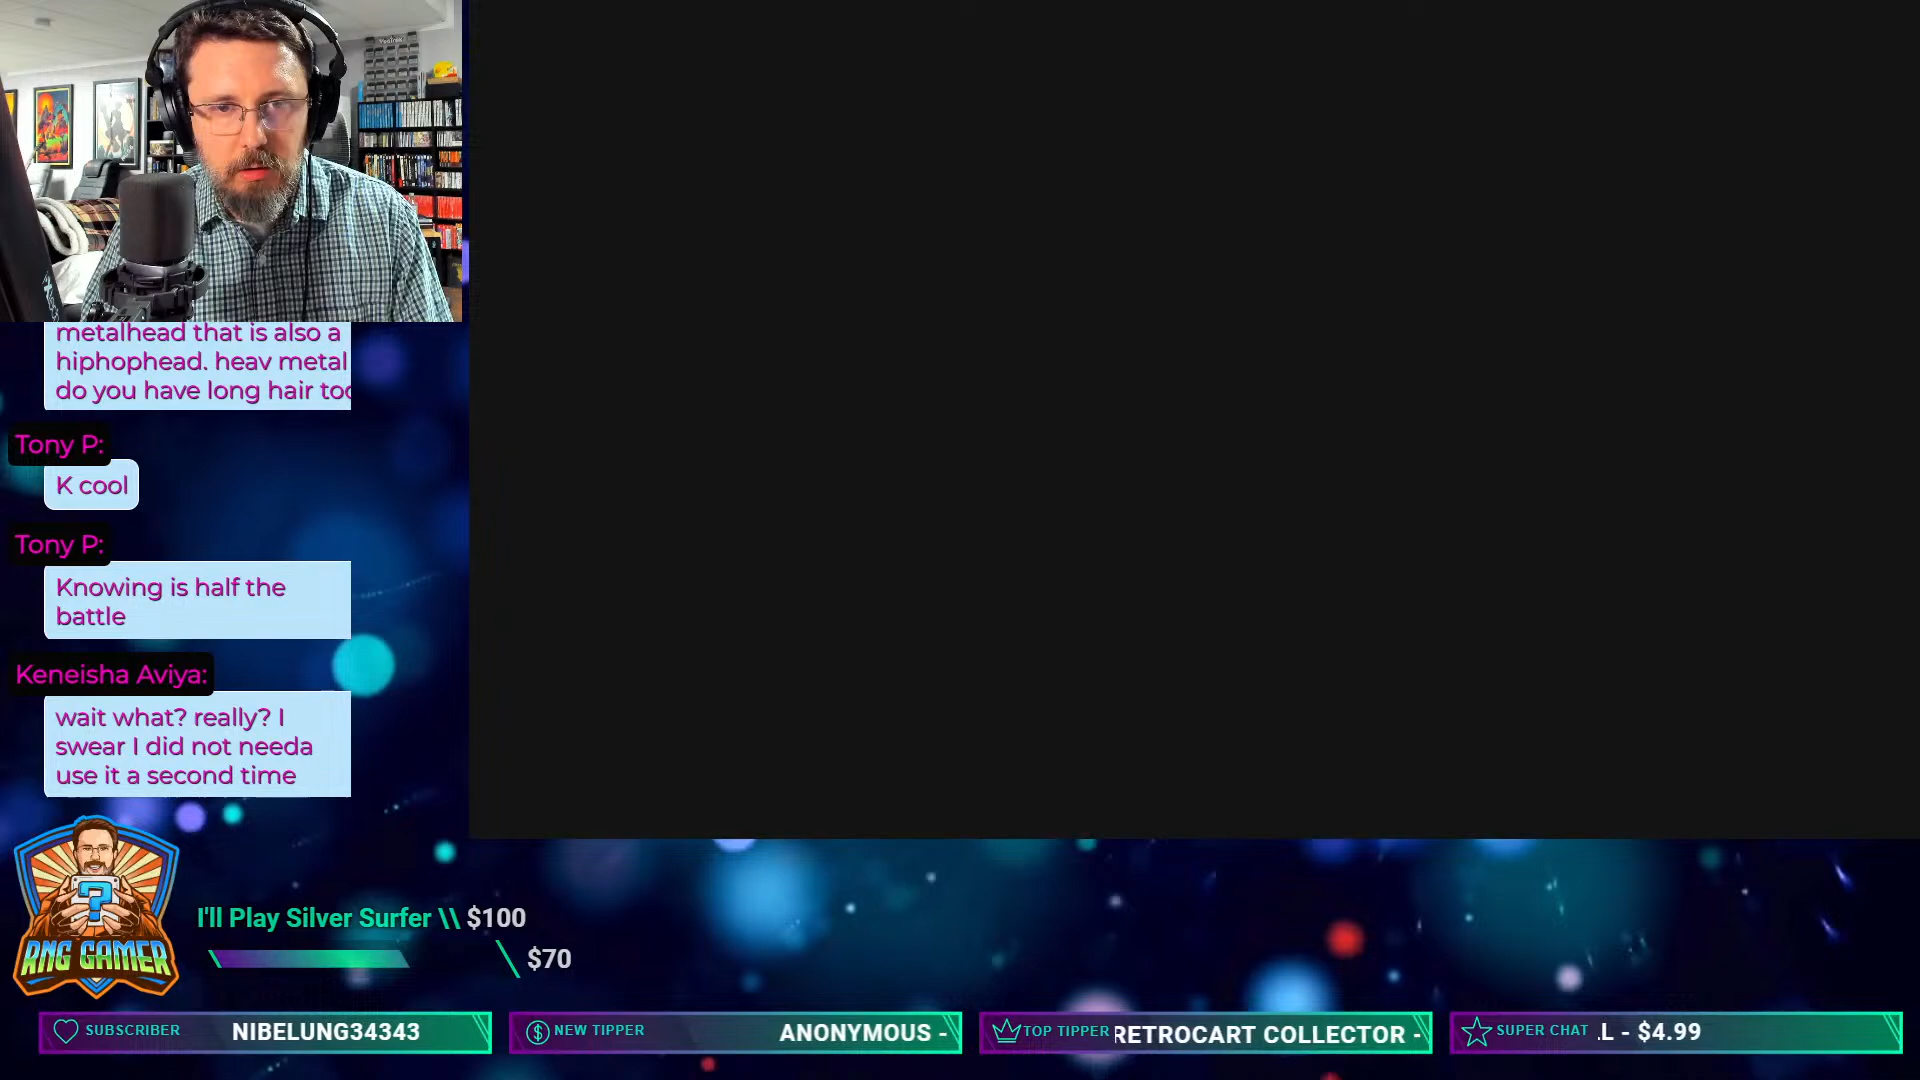 metalhead that is also a
hiphophead. heav metal
do you have long hair too
Tony P:
K cool
Tony P:
Knowing is half the
battle
Keneisha Aviya:
wait what? really? I
swear I did not needa
use it a second time
?
RNG GAMER
I'll Play Silver Surfer \\ $100
$70
SUBSCRIBER NIBELUNG34343
NEW TIPPER ANONYMOUS -
TOP TIPPER RETROCART COLLECTOR -
SUPER CHAT L - $4.99